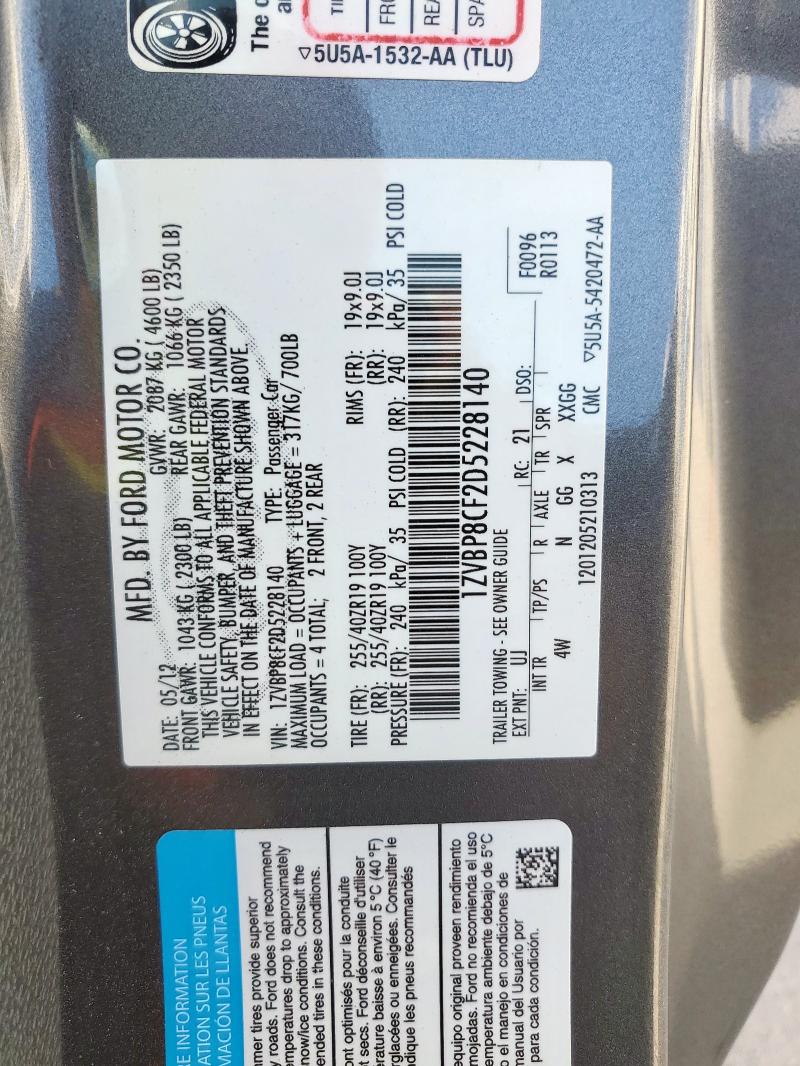 The o
a
TI
FRO
REA
SPA
▽5U5A-1532-AA (TLU)
MFD. BY FORD MOTOR CO.
DATE: 05/12 GVWR: 2087 KG ( 4600 LB)
FRONT GAWR: 1043 KG ( 2300 LB) REAR GAWR: 1066 KG ( 2350 LB)
THIS VEHICLE CONFORMS TO ALL APPLICABLE FEDERAL MOTOR
VEHICLE SAFETY, BUMPER, AND THEFT PREVENTION STANDARDS
IN EFFECT ON THE DATE OF MANUFACTURE SHOWN ABOVE.
VIN: 1ZVBP8CF2D5228140 TYPE: Passenger Car
MAXIMUM LOAD = OCCUPANTS + LUGGAGE = 317KG/ 700LB
OCCUPANTS = 4 TOTAL; 2 FRONT, 2 REAR
TIRE (FR): 255/40ZR19 100Y RIMS (FR): 19x9.0J
(RR): 255/40ZR19 100Y (RR): 19x9.0J
PRESSURE (FR): 240 kPa/ 35 PSI COLD (RR): 240 kPa/ 35 PSI COLD
1ZVBP8CF2D5228140
TRAILER TOWING - SEE OWNER GUIDE
EXT PNT: UJ RC: 21 DSO: F0096
R0113
INT TR TP/PS R AXLE TR SPR
4W N GG X XXGG
1201205210313 CMC ▽5U5A-5420472-AA
RE INFORMATION
ATION SUR LES PNEUS
MACIÓN DE LLANTAS
mer tires provide superior
y roads. Ford does not recommend
emperatures drop to approximately
now/ice conditions. Consult the
ended tires in these conditions.
ont optimisés pour la conduite
t secs. Ford déconseille d'utiliser
érature baisse à environ 5 °C (40 °F)
erglacées ou enneigées. Consulter le
ndique les pneus recommandés
equipo original proveen rendimiento
mojadas. Ford no recomienda el uso
emperatura ambiente debajo de 5°C
o el manejo en condiciones de
manual del Usuario por
para cada condición.